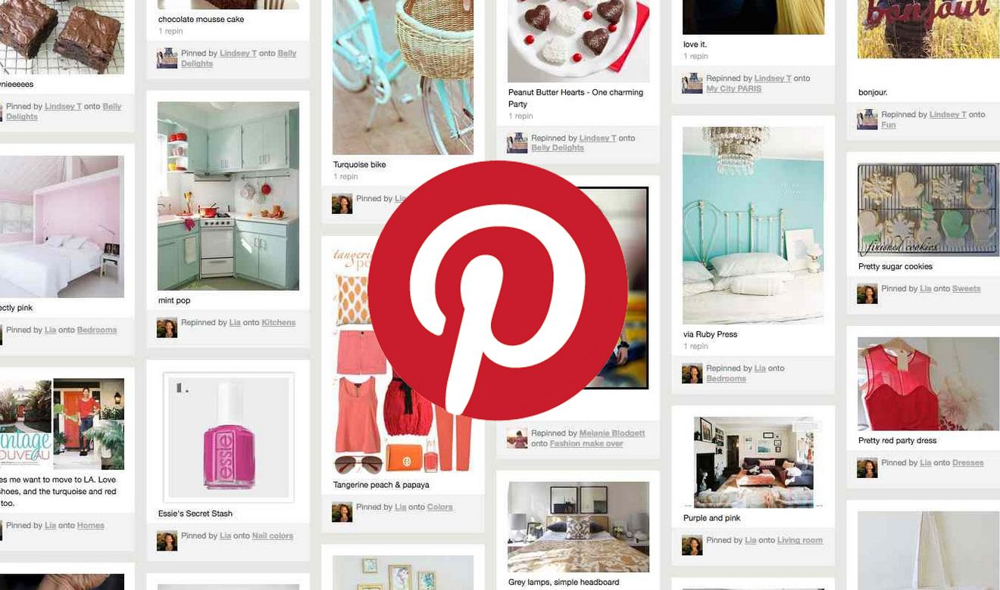 wnieeeees
Pinned by Lindsey T onto Belly
Delights
ectly pink
Pinned by Lia onto Bedrooms
intage
OUVEAU
es me want to move to LA. Love
shoes, and the turquoise and red
too.
Pinned by Lia onto Homes
chocolate mousse cake
1 repin
Pinned by Lindsey T onto Belly
Delights
mint pop
Repinned by Lia onto Kitchens
1.
essie
Essie's Secret Stash
Pinned by Lia onto Nail colors
Turquoise bike
1 repin
Pinned by Lia
tangeri
Tangerine peach & papaya
Pinned by Lia onto Colors
Peanut Butter Hearts - One charming
Party
1 repin
Repinned by Lindsey T onto
Belly Delights
Repinned by Melanie Blodgett
onto Fashion make over
Grey lamps, simple headboard
love it.
1 repin
Repinned by Lindsey T onto
My City PARIS
via Ruby Press
1 repin
Repinned by Lia onto
Bedrooms
Purple and pink
Pinned by Lia onto Living room
bonjour
bonjour.
Repinned by Lindsey T onto
Fun
finished cookies
Pretty sugar cookies
Pinned by Lia onto Sweets
Pretty red party dress
Pinned by Lia onto Dresses